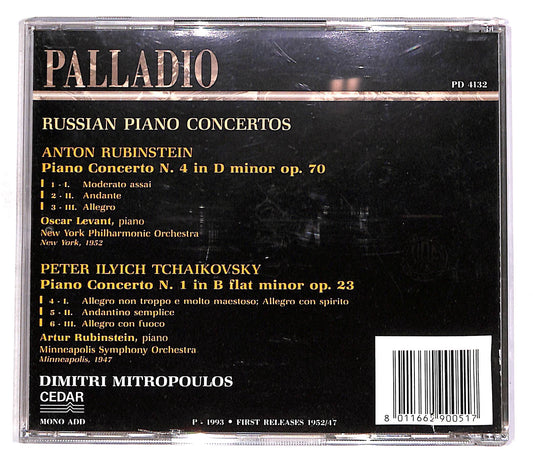 PALLADIO
PD 4132
RUSSIAN PIANO CONCERTOS
ANTON RUBINSTEIN
Piano Concerto N. 4 in D minor op. 70
1 - I. Moderato assai
2 - II. Andante
3 - III. Allegro
Oscar Levant, piano
New York Philharmonic Orchestra
New York, 1952
PETER ILYICH TCHAIKOVSKY
Piano Concerto N. 1 in B flat minor op. 23
4 - I. Allegro non troppo e molto maestoso; Allegro con spirito
5 - II. Andantino semplice
6 - III. Allegro con fuoco
Artur Rubinstein, piano
Minneapolis Symphony Orchestra
Minneapolis, 1947
DIMITRI MITROPOULOS
CEDAR
MONO ADD
P - 1993 • FIRST RELEASES 1952/47
8 011662 900517